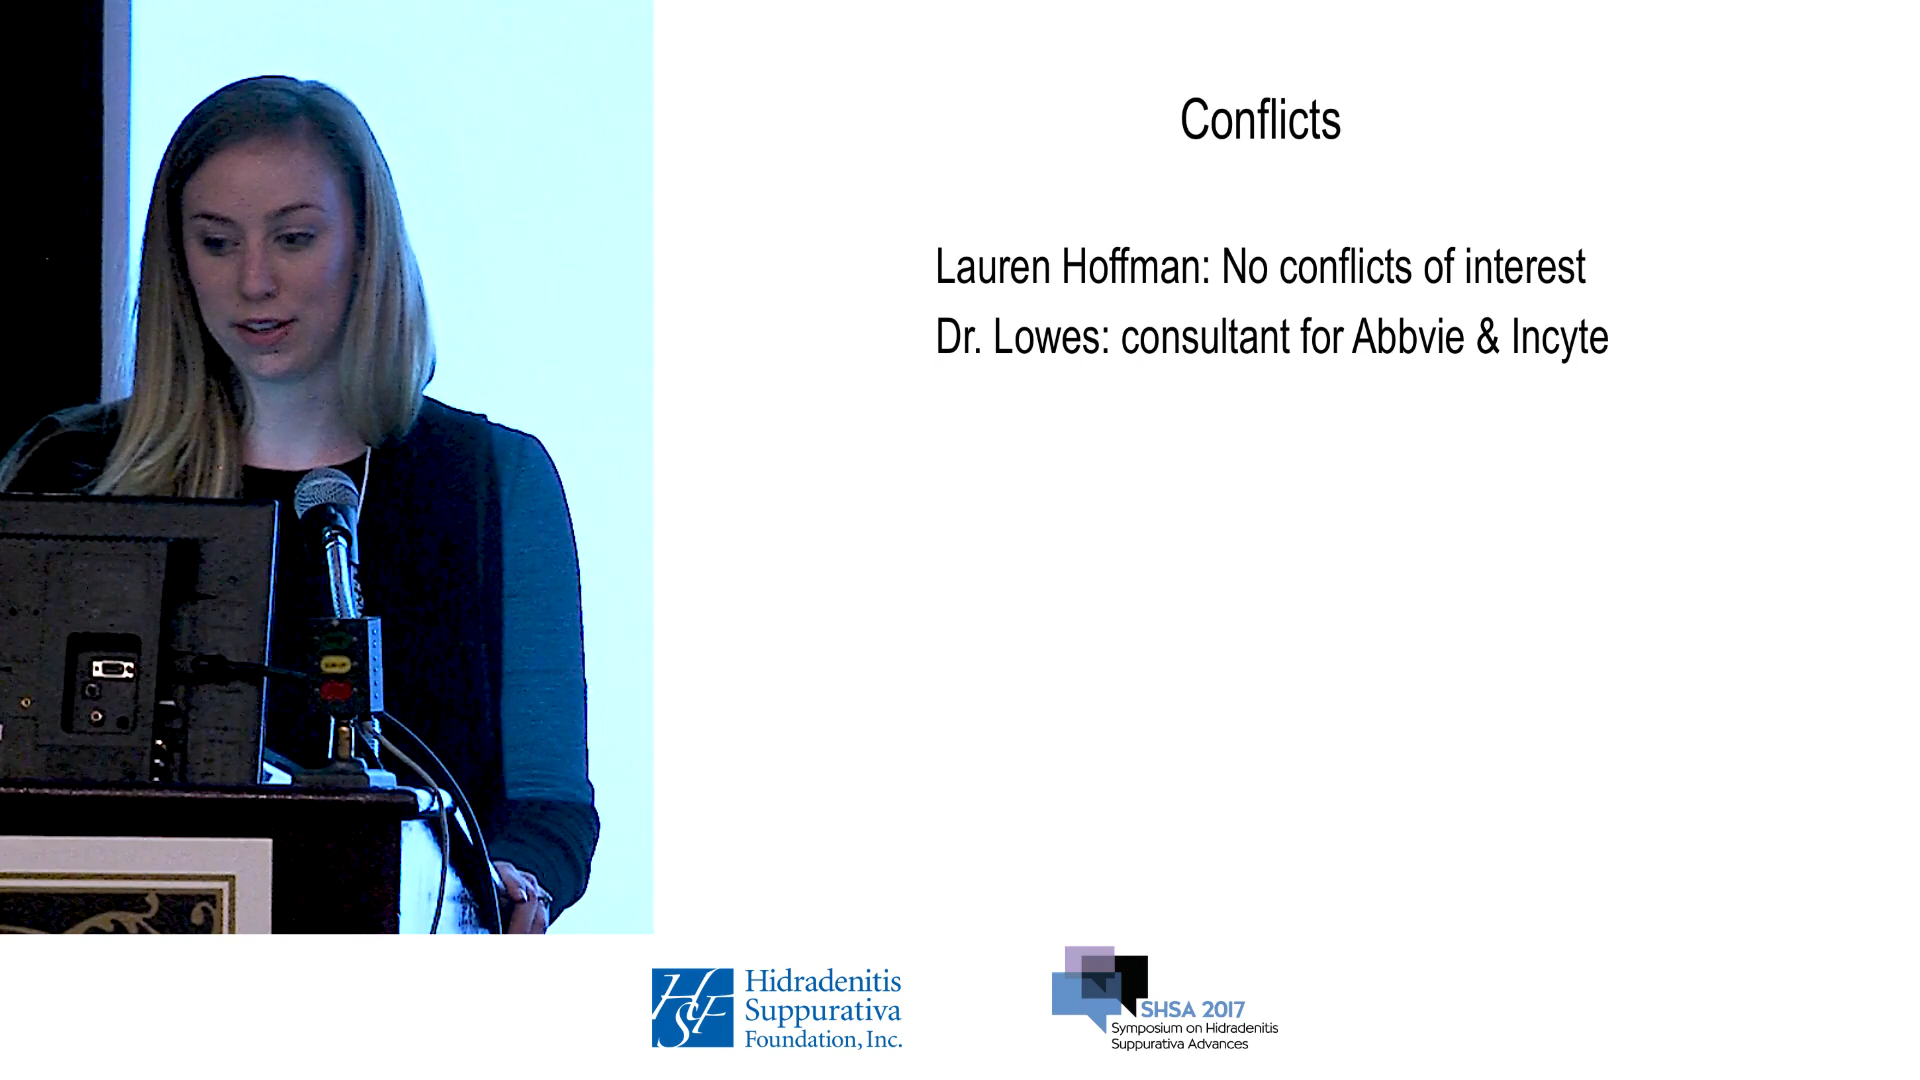 Conflicts
Lauren Hoffman: No conflicts of interest
Dr. Lowes: consultant for Abbvie & Incyte
HSF
Hidradenitis
Suppurativa
Foundation, Inc.
SHSA 2017
Symposium on Hidradenitis
Suppurativa Advances